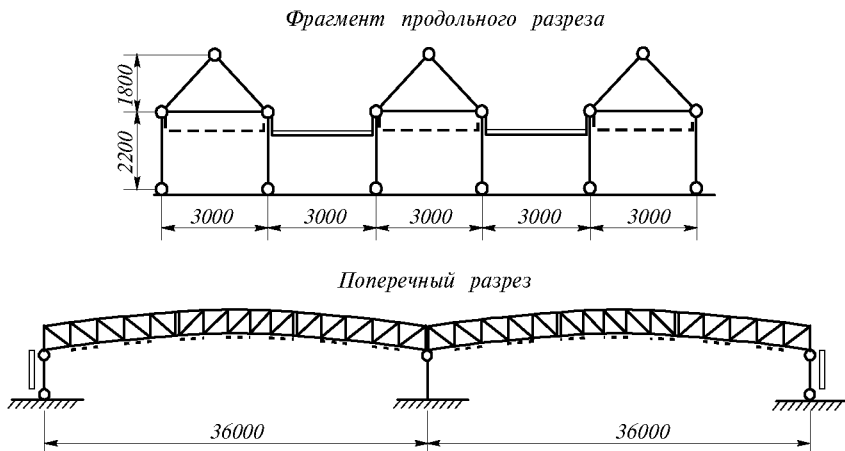 Фрагмент продольного разреза
1800
2200
3000 3000 3000 3000 3000
Поперечный разрез
36000 36000